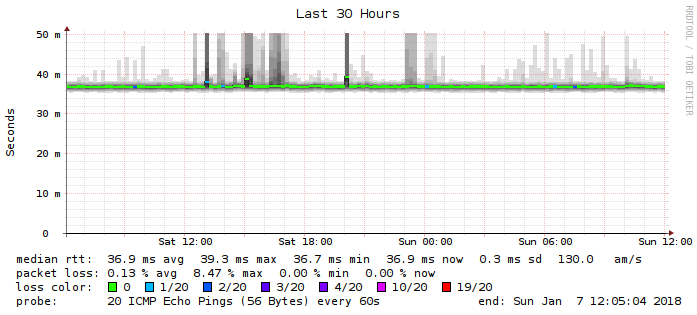 Last 30 Hours
RRDTOOL / TOBI OETIKER
Seconds
50 m
40 m
30 m
20 m
10 m
0
Sat 12:00 Sat 18:00 Sun 00:00 Sun 06:00 Sun 12:00
median rtt: 36.9 ms avg 39.3 ms max 36.7 ms min 36.9 ms now 0.3 ms sd 130.0 am/s
packet loss: 0.13 % avg 8.47 % max 0.00 % min 0.00 % now
loss color: 0 1/20 2/20 3/20 4/20 10/20 19/20
probe: 20 ICMP Echo Pings (56 Bytes) every 60s end: Sun Jan 7 12:05:04 2018